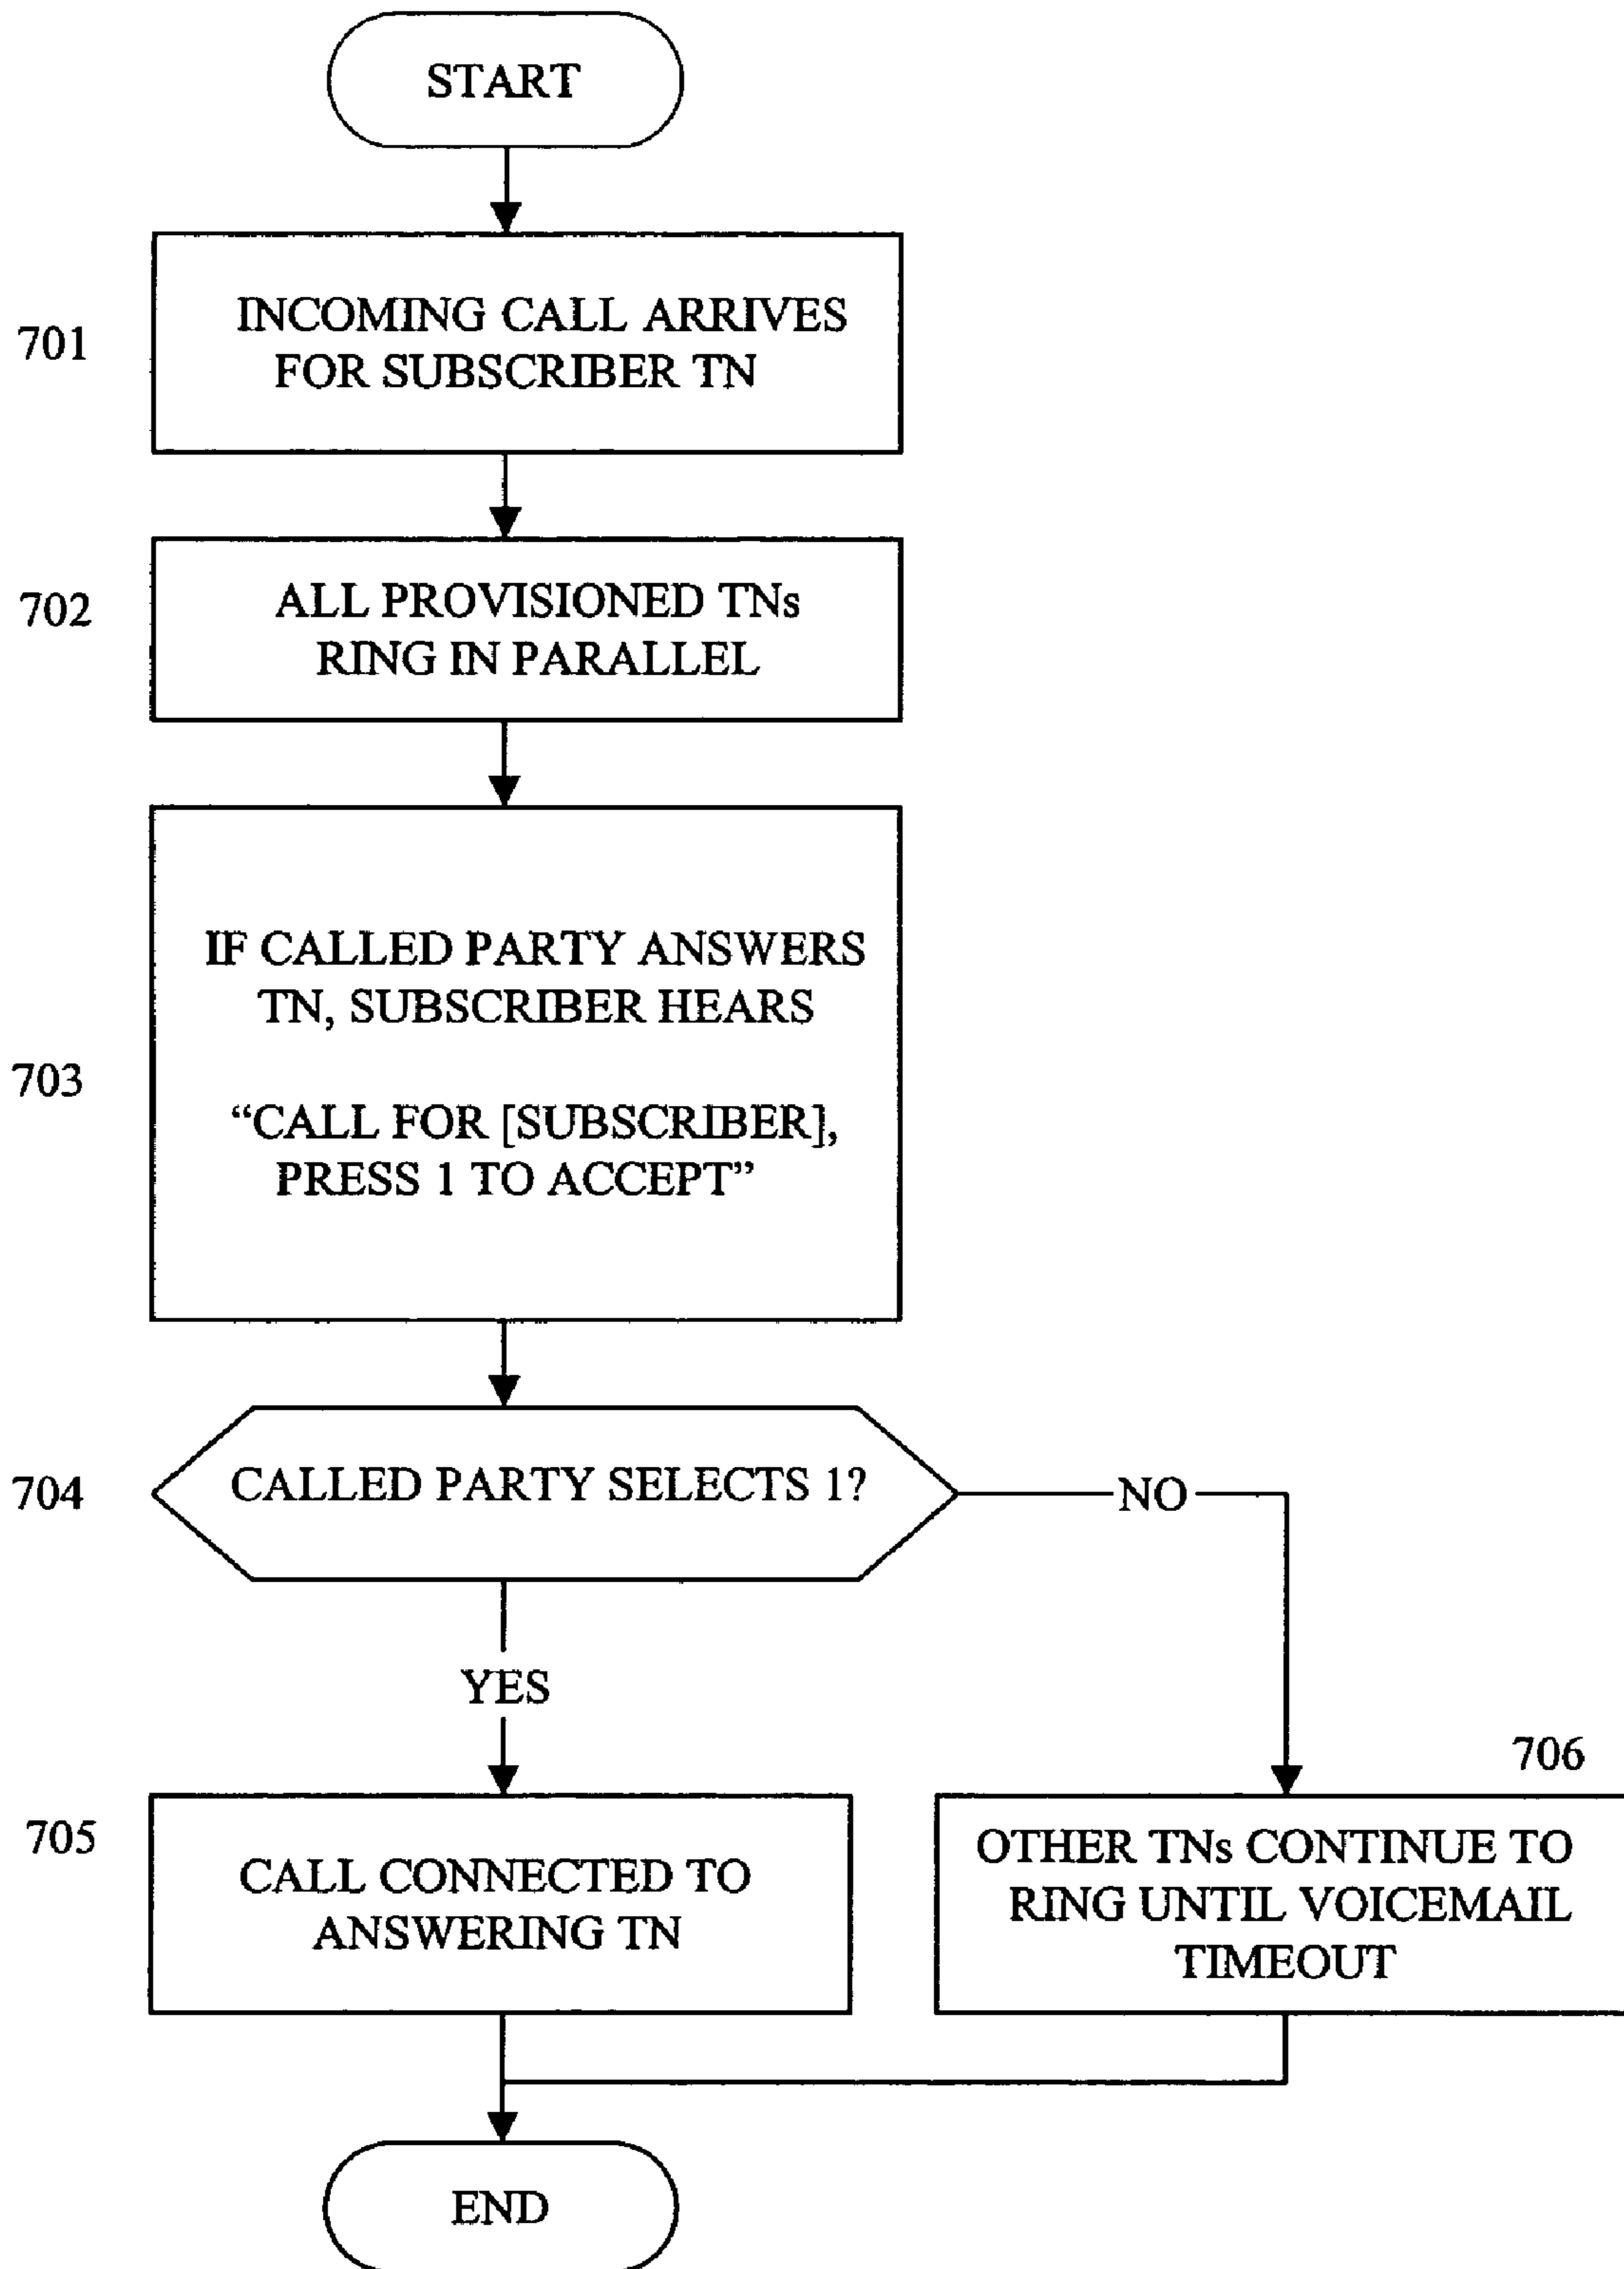 START
701
INCOMING CALL ARRIVES
FOR SUBSCRIBER TN
702
ALL PROVISIONED TNs
RING IN PARALLEL
703
IF CALLED PARTY ANSWERS
TN, SUBSCRIBER HEARS
“CALL FOR [SUBSCRIBER],
PRESS 1 TO ACCEPT”
704
CALLED PARTY SELECTS 1?
NO
YES
705
CALL CONNECTED TO
ANSWERING TN
706
OTHER TNs CONTINUE TO
RING UNTIL VOICEMAIL
TIMEOUT
END